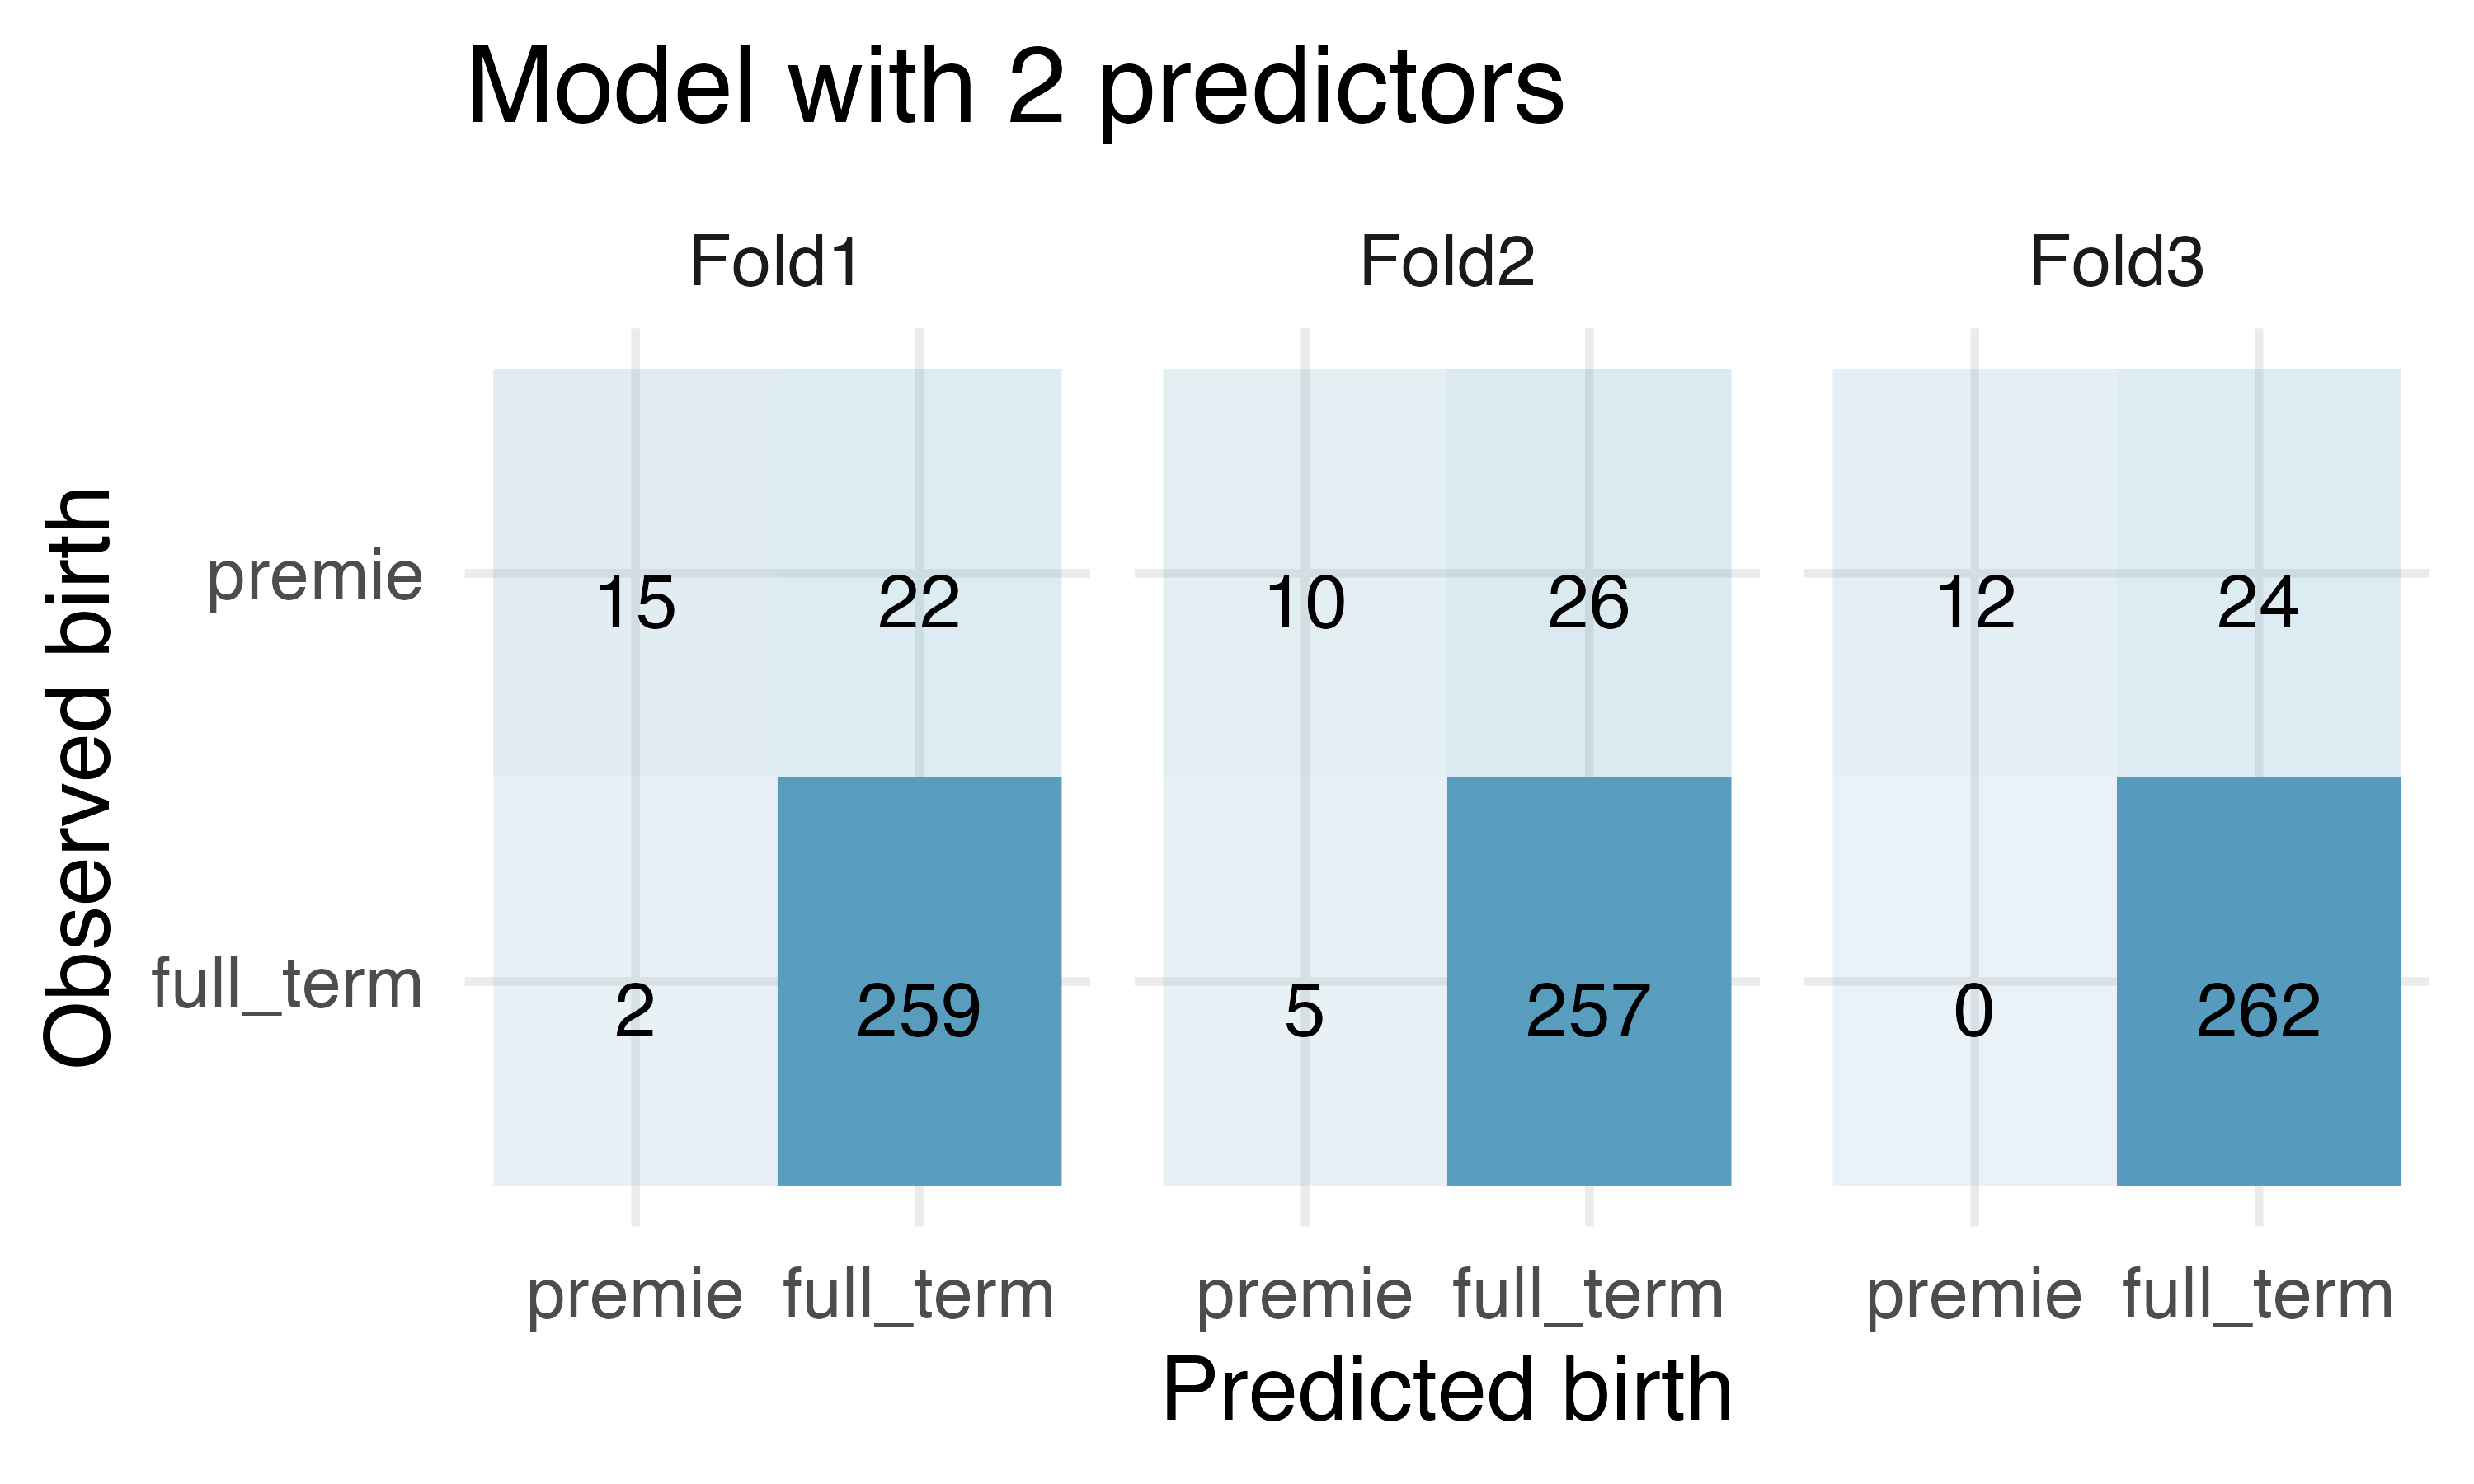 Model with 2 predictors
Fold1 Fold2 Fold3
Observed birth
premie 15 22 10 26 12 24
full_term 2 259 5 257 0 262
premie full_term premie full_term premie full_term
Predicted birth